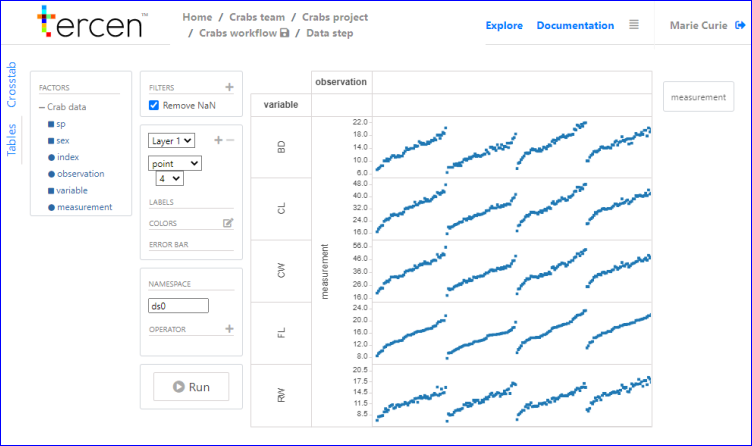 tercen™
Home / Crabs team / Crabs project
/ Crabs workflow / Data step
Explore
Documentation
Marie Curie
Crosstab
Tables
FACTORS
Crab data
sp
sex
index
observation
variable
measurement
FILTERS
Remove NaN
Layer 1
point
4
LABELS
COLORS
ERROR BAR
NAMESPACE
ds0
OPERATOR
Run
observation
variable
measurement
BD
22.0
18.0
14.0
10.0
6.0
CL
48.0
40.0
32.0
24.0
16.0
CW
56.0
46.0
36.0
26.0
16.0
FL
24.0
20.0
16.0
12.0
8.0
RW
20.5
17.5
14.5
11.5
8.5
measurement